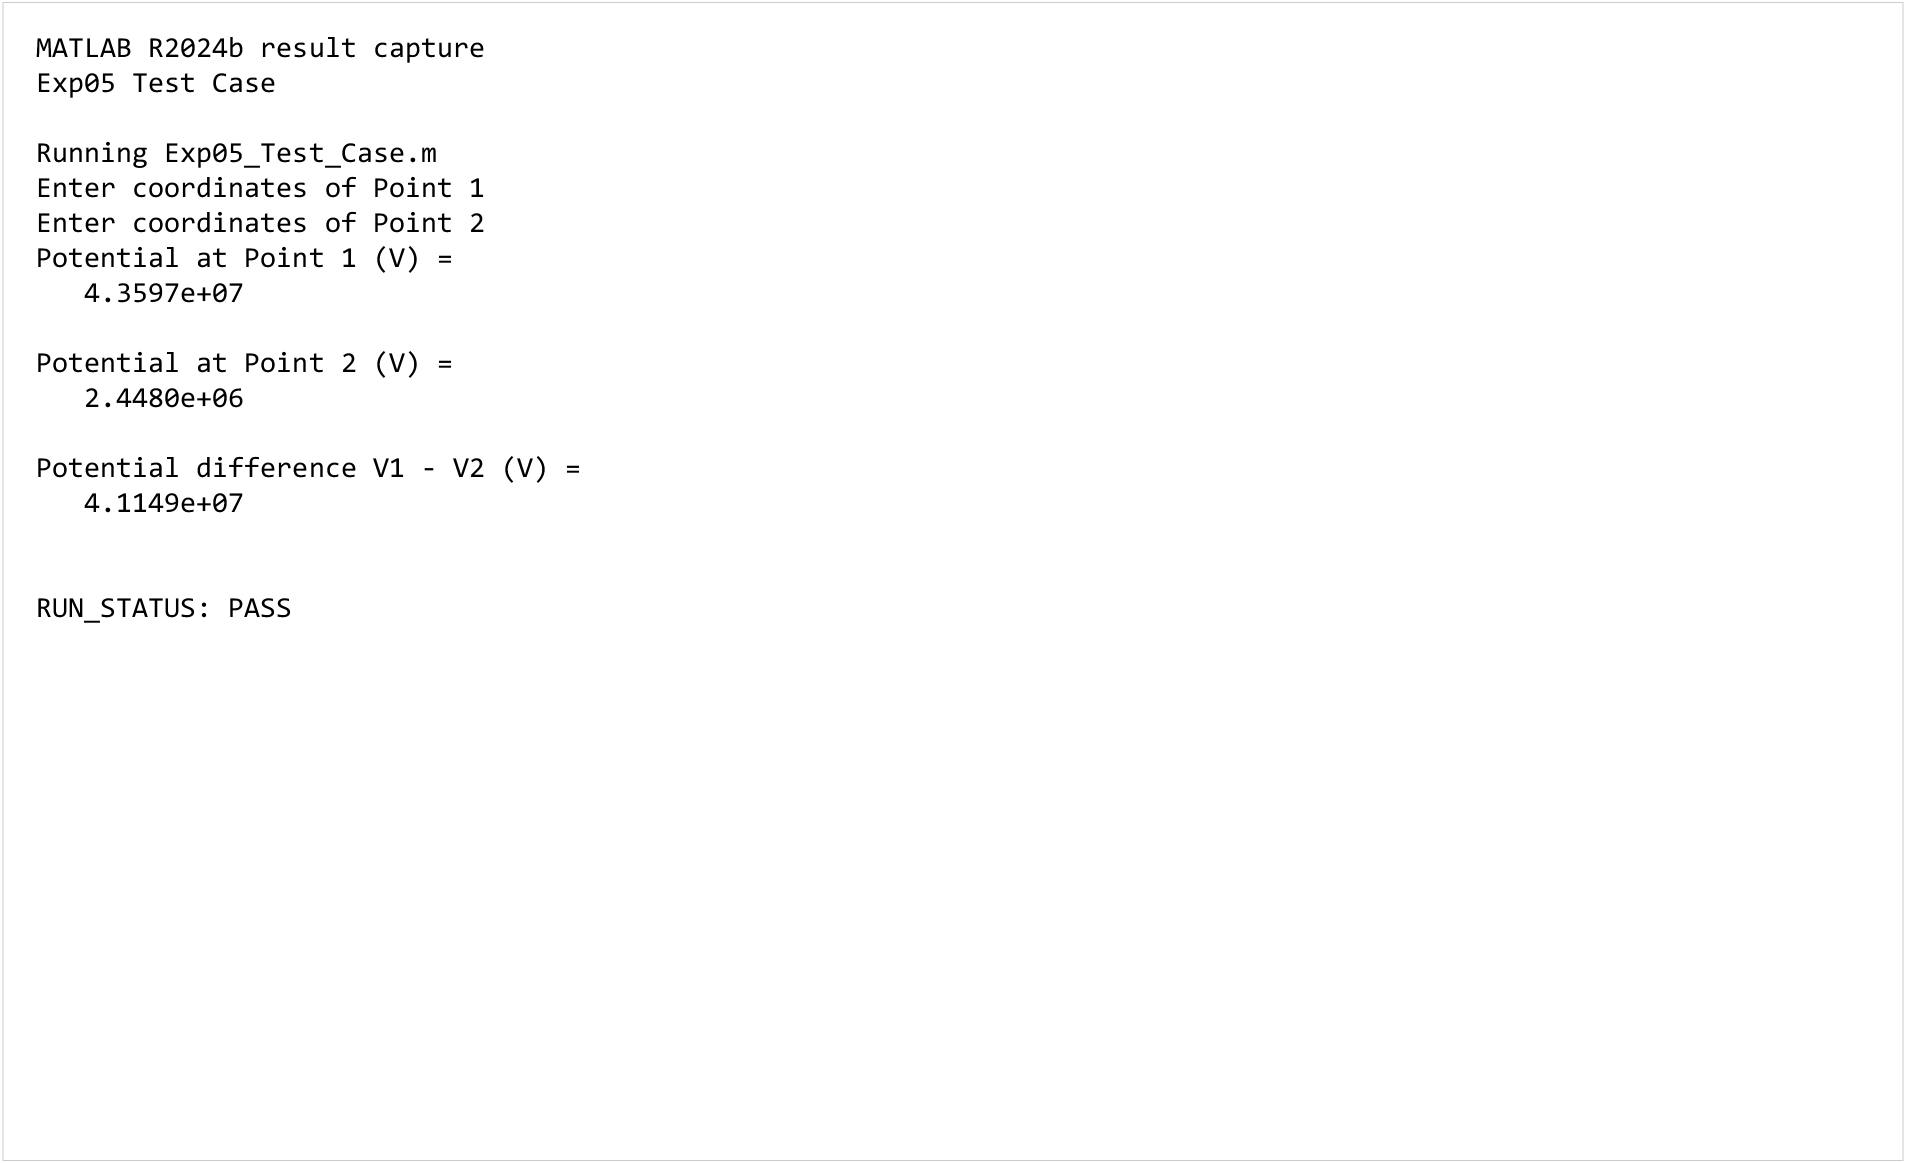 MATLAB R2024b result capture
Exp05 Test Case
Running Exp05_Test_Case.m
Enter coordinates of Point 1
Enter coordinates of Point 2
Potential at Point 1 (V) =
4.3597e+07
Potential at Point 2 (V) =
2.4480e+06
Potential difference V1 - V2 (V) =
4.1149e+07
RUN_STATUS: PASS